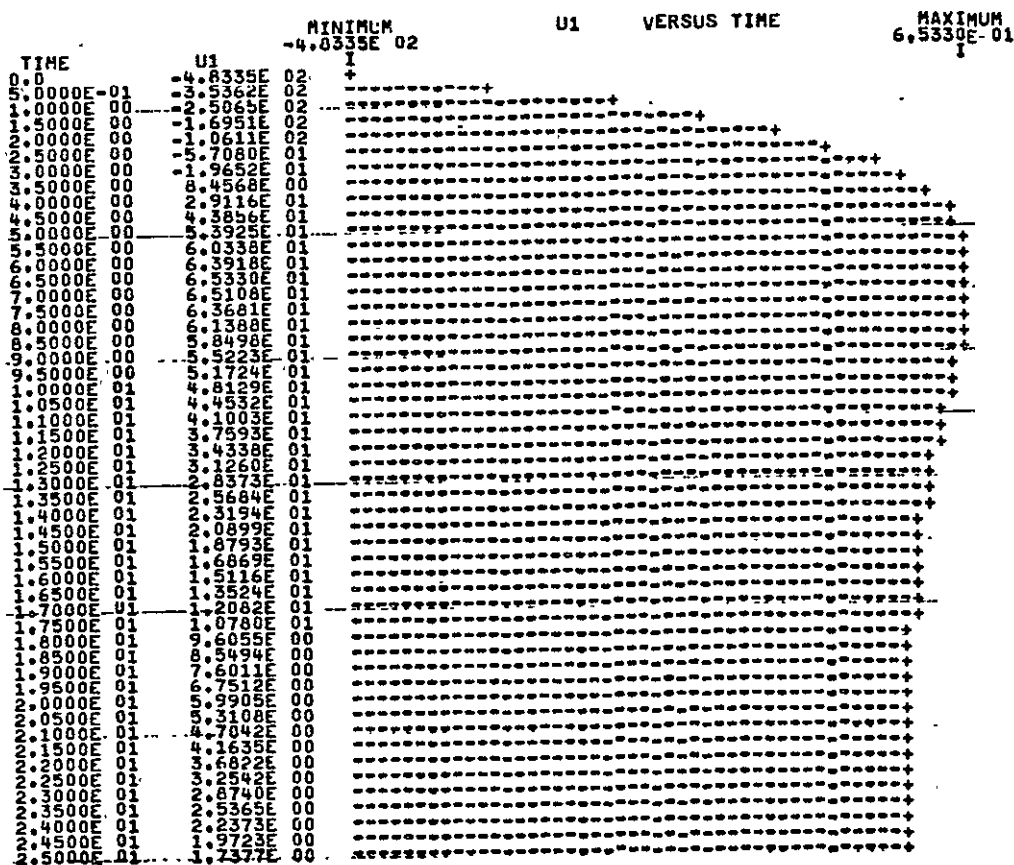 MINIMUM U1 VERSUS TIME MAXIMUM
-4.8335E 02 6.5330E-01
TIME U1 I I
0.0 -4.8335E 02
5.0000E-01 -3.5362E 02
1.0000E 00 -2.5065E 02
1.5000E 00 -1.6951E 02
2.0000E 00 -1.0611E 02
2.5000E 00 -5.7080E 01
3.0000E 00 -1.9652E 01
3.5000E 00 8.4568E 00
4.0000E 00 2.9116E 01
4.5000E 00 4.3856E 01
5.0000E 00 5.3925E 01
5.5000E 00 6.0338E 01
6.0000E 00 6.3918E 01
6.5000E 00 6.5330E 01
7.0000E 00 6.5108E 01
7.5000E 00 6.3681E 01
8.0000E 00 6.1388E 01
8.5000E 00 5.8498E 01
9.0000E 00 5.5223E 01
9.5000E 00 5.1724E 01
1.0000E 01 4.8129E 01
1.0500E 01 4.4532E 01
1.1000E 01 4.1003E 01
1.1500E 01 3.7593E 01
1.2000E 01 3.4338E 01
1.2500E 01 3.1260E 01
1.3000E 01 2.8373E 01
1.3500E 01 2.5684E 01
1.4000E 01 2.3194E 01
1.4500E 01 2.0899E 01
1.5000E 01 1.8793E 01
1.5500E 01 1.6869E 01
1.6000E 01 1.5116E 01
1.6500E 01 1.3524E 01
1.7000E 01 1.2082E 01
1.7500E 01 1.0780E 01
1.8000E 01 9.6055E 00
1.8500E 01 8.5494E 00
1.9000E 01 7.6011E 00
1.9500E 01 6.7512E 00
2.0000E 01 5.9905E 00
2.0500E 01 5.3108E 00
2.1000E 01 4.7042E 00
2.1500E 01 4.1635E 00
2.2000E 01 3.6822E 00
2.2500E 01 3.2542E 00
2.3000E 01 2.8740E 00
2.3500E 01 2.5365E 00
2.4000E 01 2.2373E 00
2.4500E 01 1.9723E 00
2.5000E 01 1.7377E 00